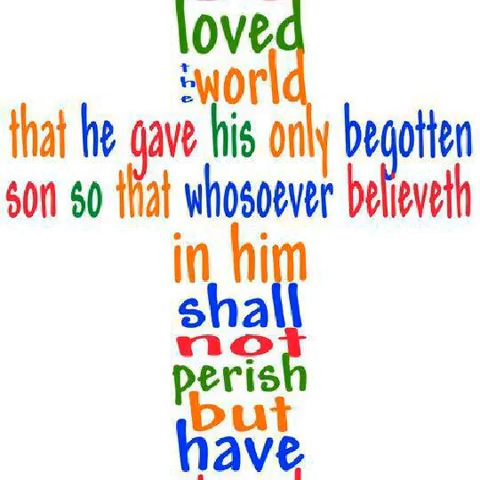 loved
the world
that he gave his only begotten
son so that whosoever believeth
in him
shall
not
perish
but
have